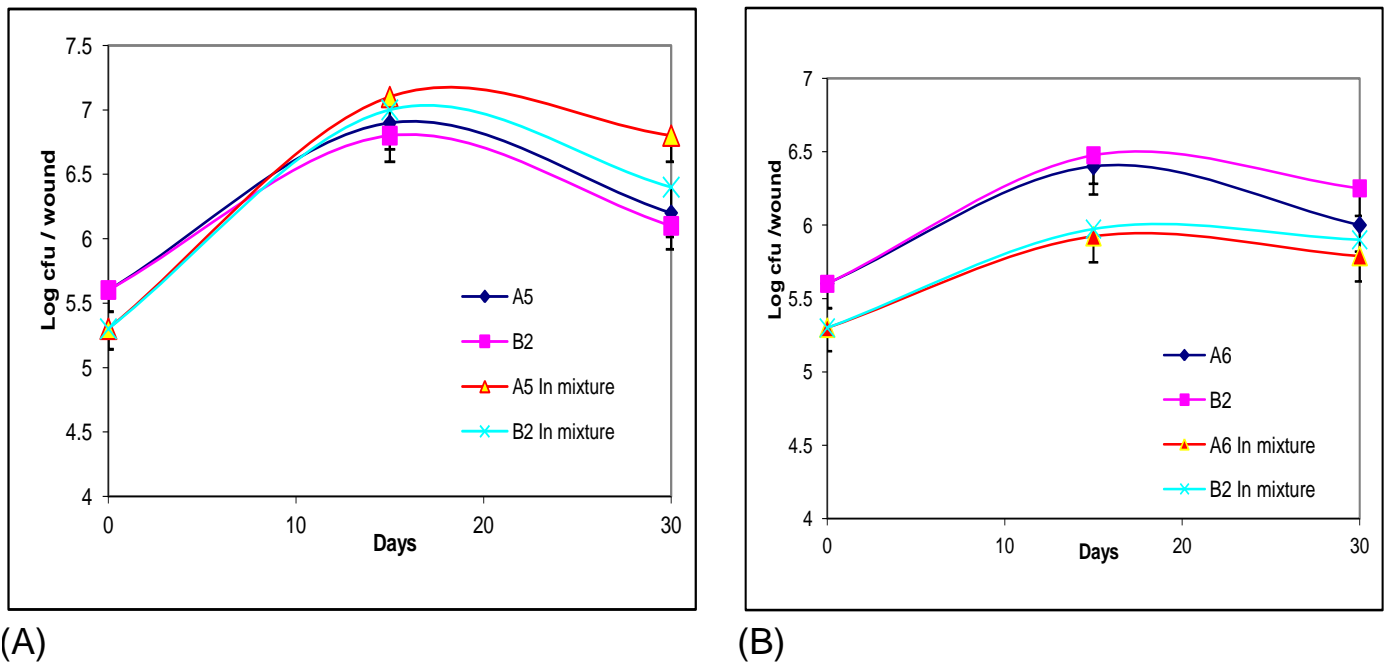 7.5
7
6.5
6
5.5
5
4.5
4
0
10
20
30
Days
Log cfu / wound
A5
B2
A5 In mixture
B2 In mixture
(A)
7
6.5
6
5.5
5
4.5
4
0
10
20
30
Days
Log cfu /wound
A6
B2
A6 In mixture
B2 In mixture
(B)